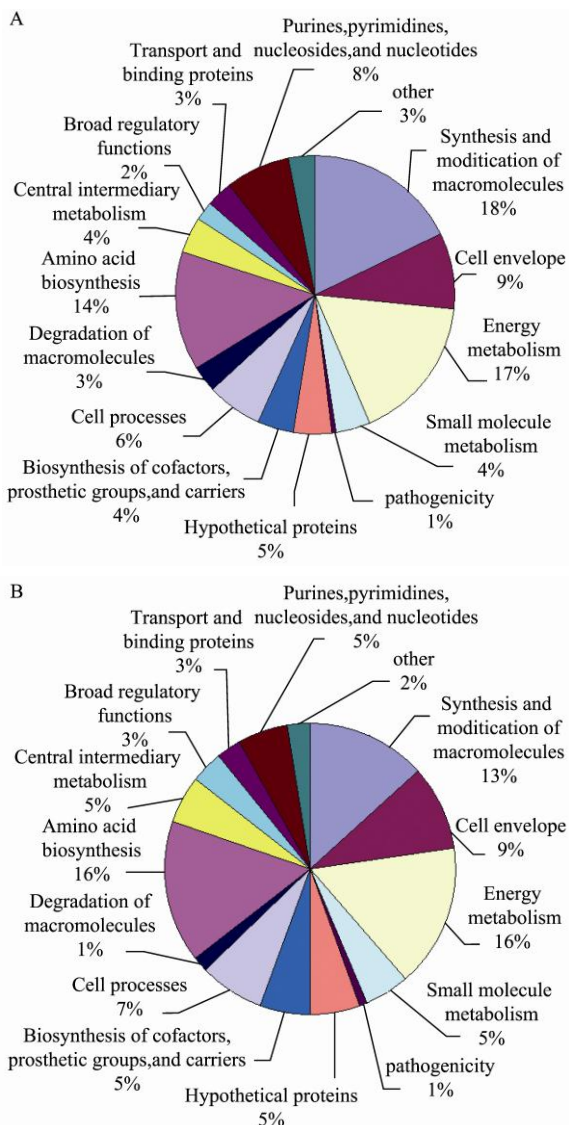 A
Purines,pyrimidines,
nucleosides,and nucleotides
8%
Transport and
binding proteins
3%
other
3%
Broad regulatory
functions
2%
Synthesis and
moditication of
macromolecules
18%
Central intermediary
metabolism
4%
Cell envelope
9%
Amino acid
biosynthesis
14%
Energy
metabolism
17%
Degradation of
macromolecules
3%
Cell processes
6%
Small molecule
metabolism
4%
Biosynthesis of cofactors,
prosthetic groups,and carriers
4%
pathogenicity
1%
Hypothetical proteins
5%
B
Purines,pyrimidines,
nucleosides,and nucleotides
5%
Transport and
binding proteins
3%
other
2%
Broad regulatory
functions
3%
Synthesis and
moditication of
macromolecules
13%
Central intermediary
metabolism
5%
Cell envelope
9%
Amino acid
biosynthesis
16%
Energy
metabolism
16%
Degradation of
macromolecules
1%
Cell processes
7%
Small molecule
metabolism
5%
Biosynthesis of cofactors,
prosthetic groups,and carriers
5%
pathogenicity
1%
Hypothetical proteins
5%